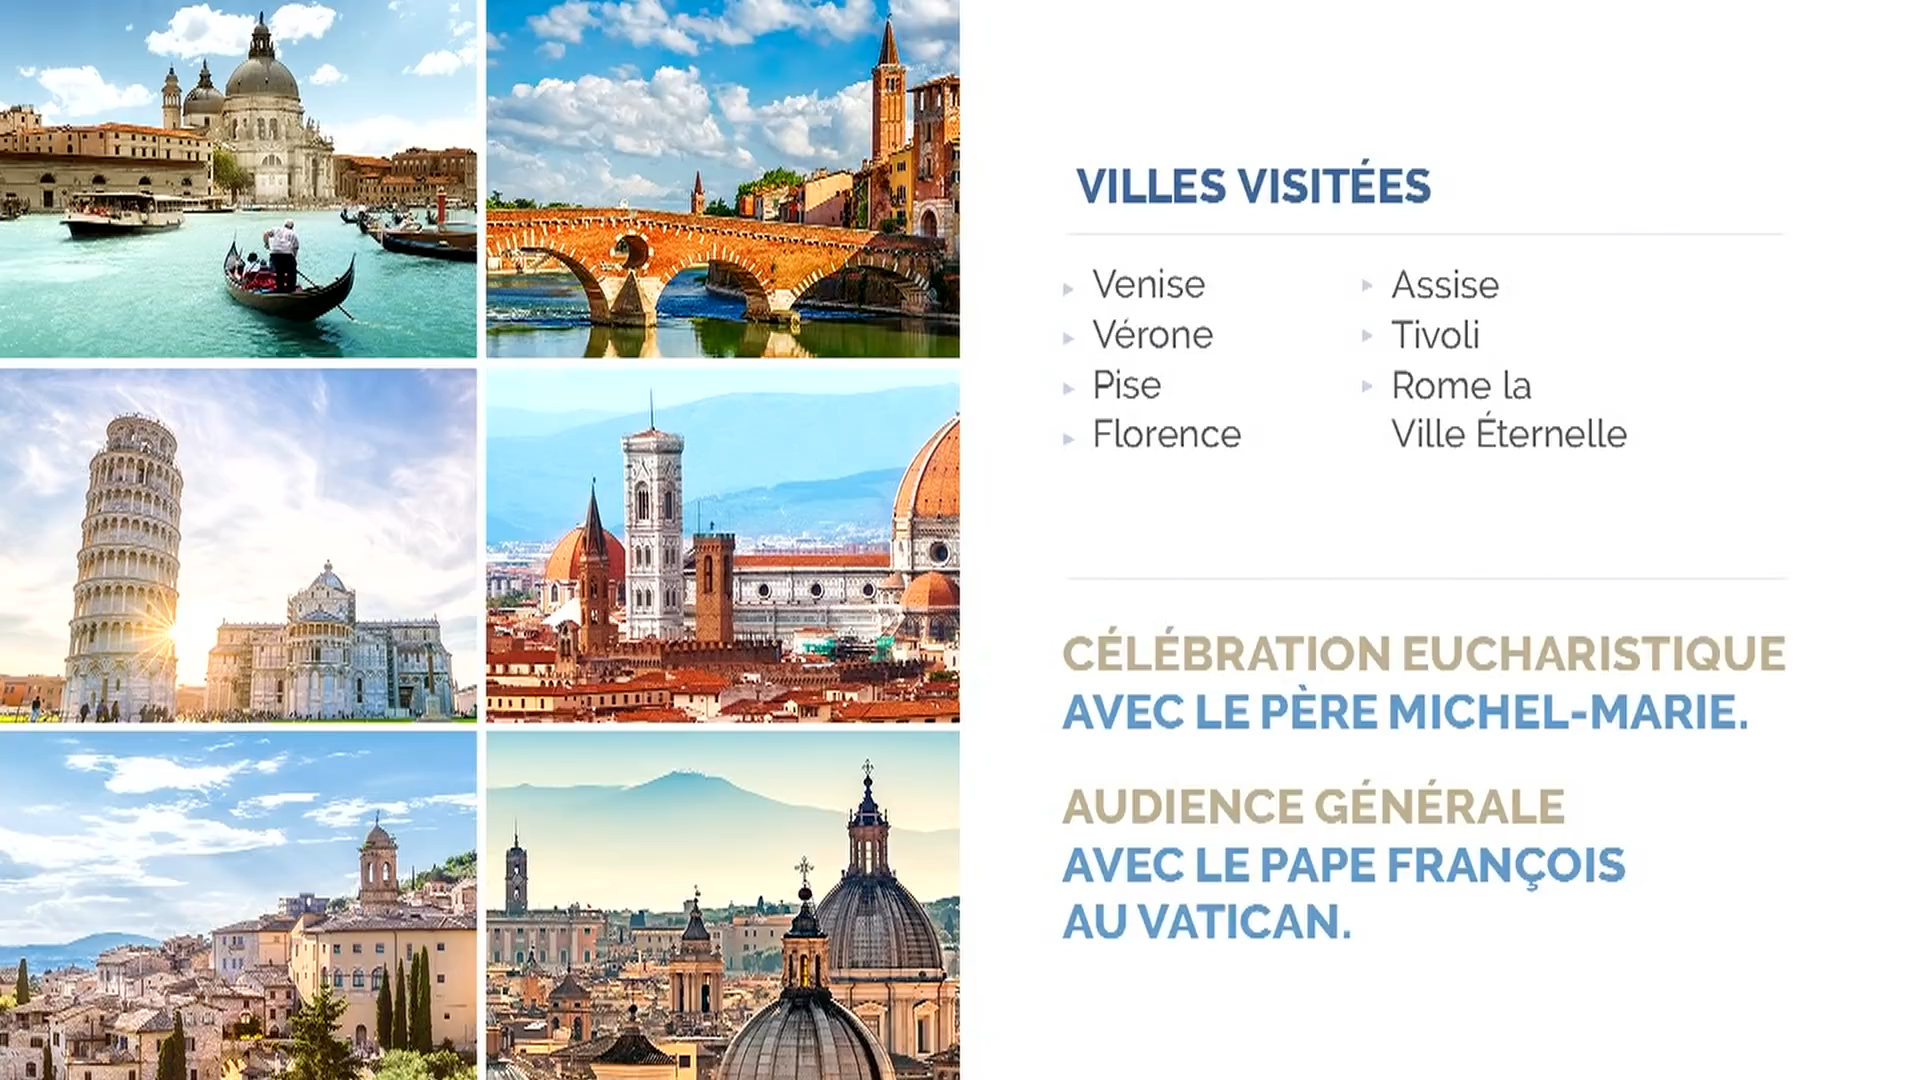 VILLES VISITÉES
Venise
Vérone
Pise
Florence
Assise
Tivoli
Rome la
Ville Éternelle
CÉLÉBRATION EUCHARISTIQUE
AVEC LE PÈRE MICHEL-MARIE.
AUDIENCE GÉNÉRALE
AVEC LE PAPE FRANÇOIS
AU VATICAN.